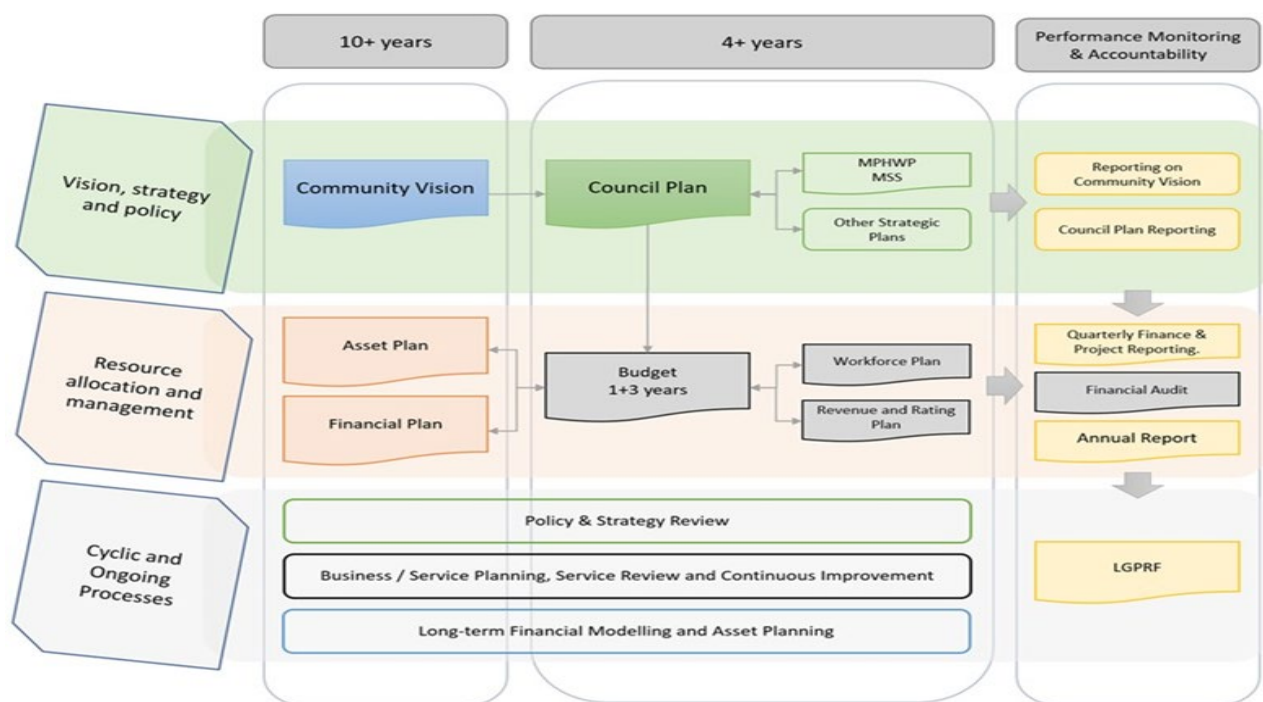 10+ years
4+ years
Performance Monitoring
& Accountability
Vision, strategy
and policy
Community Vision
Council Plan
MPHWP
MSS
Other Strategic
Plans
Reporting on
Community Vision
Council Plan Reporting
Resource
allocation and
management
Asset Plan
Financial Plan
Budget
1+3 years
Workforce Plan
Revenue and Rating
Plan
Quarterly Finance &
Project Reporting.
Financial Audit
Annual Report
Cyclic and
Ongoing
Processes
Policy & Strategy Review
Business / Service Planning, Service Review and Continuous Improvement
Long-term Financial Modelling and Asset Planning
LGPRF